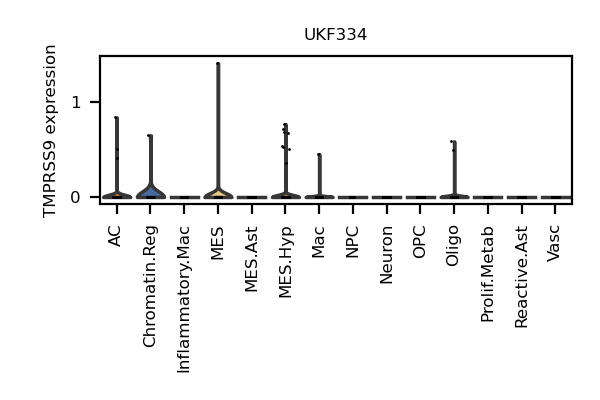 UKF334
TMPRSS9 expression
1
0
AC
Chromatin.Reg
Inflammatory.Mac
MES
MES.Ast
MES.Hyp
Mac
NPC
Neuron
OPC
Oligo
Prolif.Metab
Reactive.Ast
Vasc